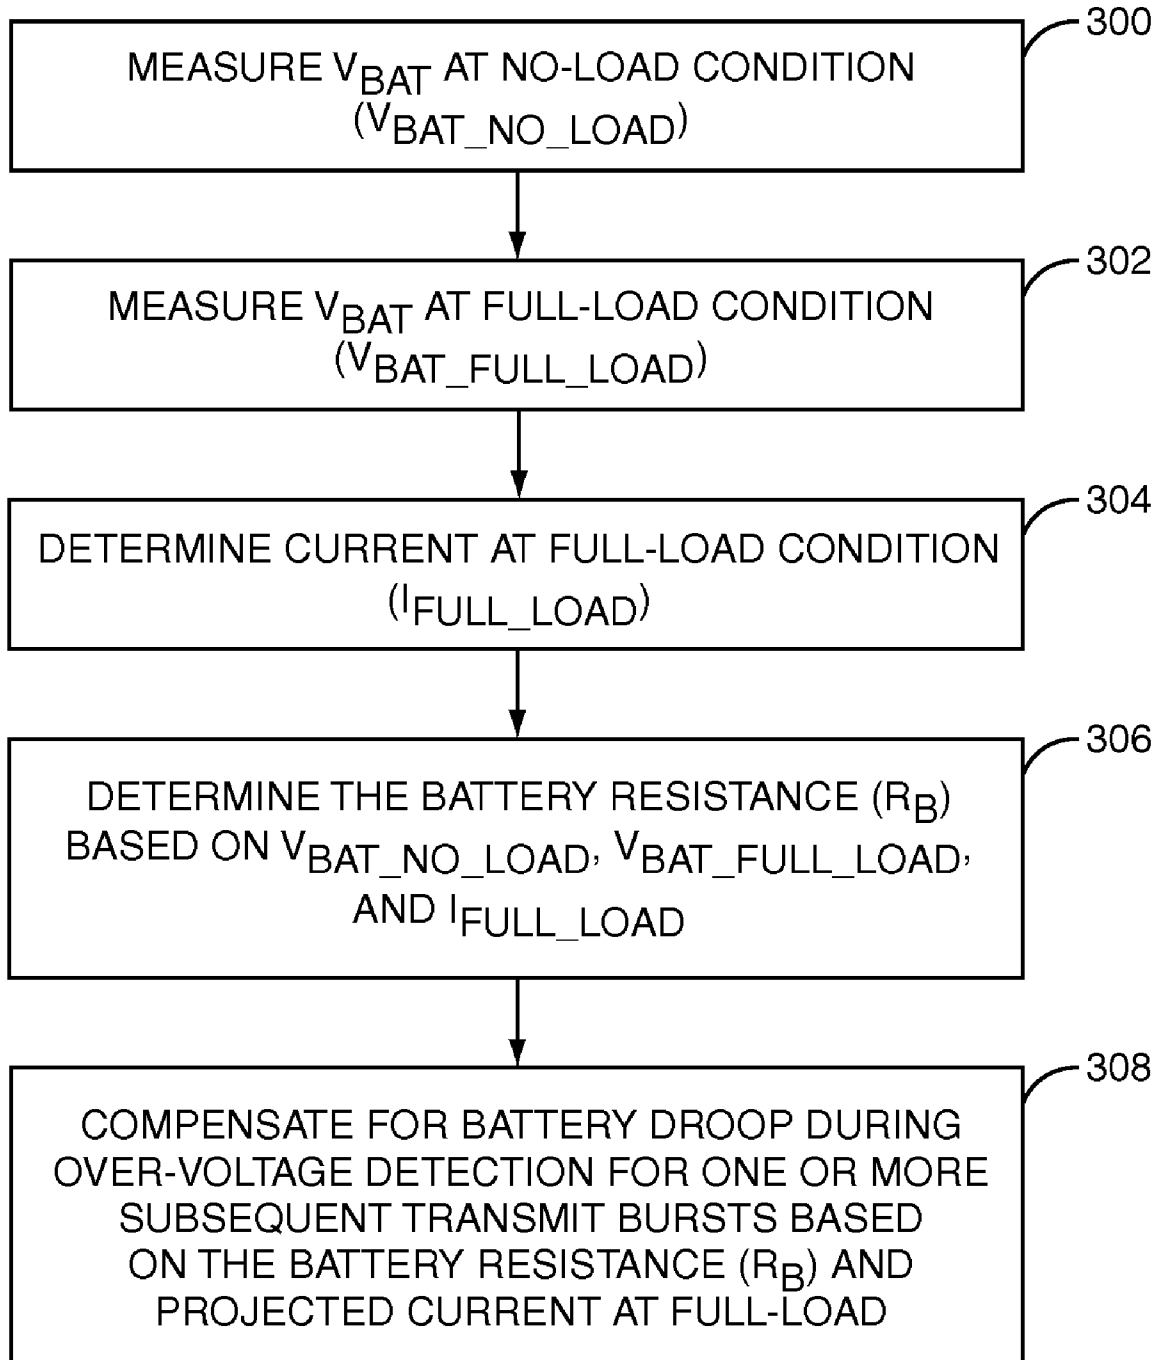 300
MEASURE VBAT AT NO-LOAD CONDITION
(VBAT_NO_LOAD)
302
MEASURE VBAT AT FULL-LOAD CONDITION
(VBAT_FULL_LOAD)
304
DETERMINE CURRENT AT FULL-LOAD CONDITION
(IFULL_LOAD)
306
DETERMINE THE BATTERY RESISTANCE (RB)
BASED ON VBAT_NO_LOAD, VBAT_FULL_LOAD,
AND IFULL_LOAD
308
COMPENSATE FOR BATTERY DROOP DURING
OVER-VOLTAGE DETECTION FOR ONE OR MORE
SUBSEQUENT TRANSMIT BURSTS BASED
ON THE BATTERY RESISTANCE (RB) AND
PROJECTED CURRENT AT FULL-LOAD